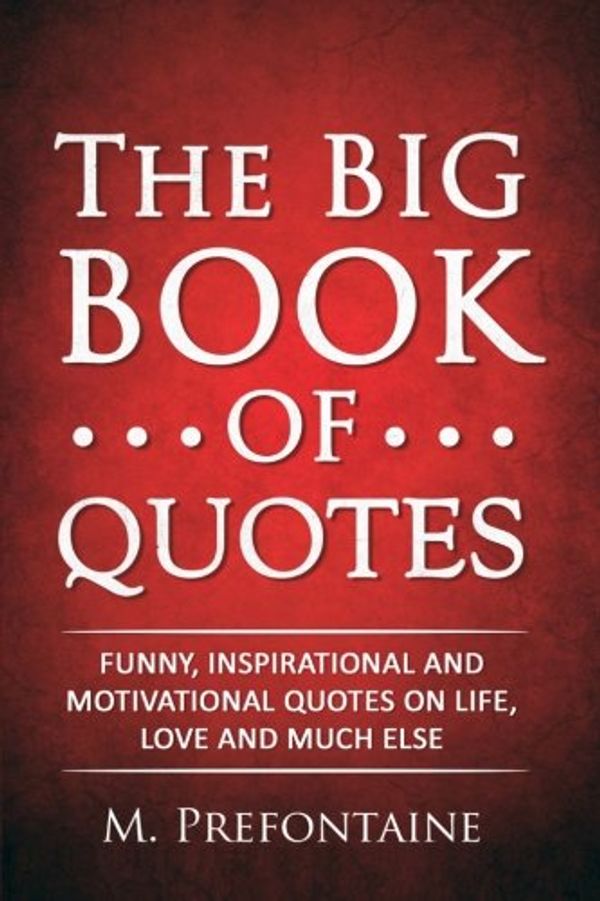 THE BIG
BOOK
...OF...
QUOTES
FUNNY, INSPIRATIONAL AND
MOTIVATIONAL QUOTES ON LIFE,
LOVE AND MUCH ELSE
M. PREFONTAINE